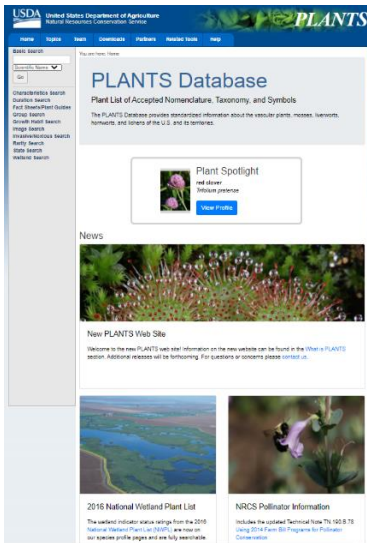 USDA
United States Department of Agriculture
Natural Resources Conservation Service
PLANTS
Home Topics Team Downloads Partners Related Tools Help
Basic Search
Scientific Name
Go
Characteristics Search
Duration Search
Fact Sheets/Plant Guides
Group Search
Growth Habit Search
Image Search
Invasive/Noxious Search
Rarity Search
State Search
Wetland Search
You are here: Home
PLANTS Database
Plant List of Accepted Nomenclature, Taxonomy, and Symbols
The PLANTS Database provides standardized information about the vascular plants, mosses, liverworts,
hornworts, and lichens of the U.S. and its territories.
Plant Spotlight
red clover
Trifolium pratense
View Profile
News
New PLANTS Web Site
Welcome to the new PLANTS web site! Information on the new website can be found in the What is PLANTS
section. Additional releases will be forthcoming. For questions or concerns please contact us.
2016 National Wetland Plant List
The wetland indicator status ratings from the 2016
National Wetland Plant List (NWPL) are now on
our species profile pages and are fully searchable.
NRCS Pollinator Information
Includes the updated Technical Note TN 190.B.78
Using 2014 Farm Bill Programs for Pollinator
Conservation